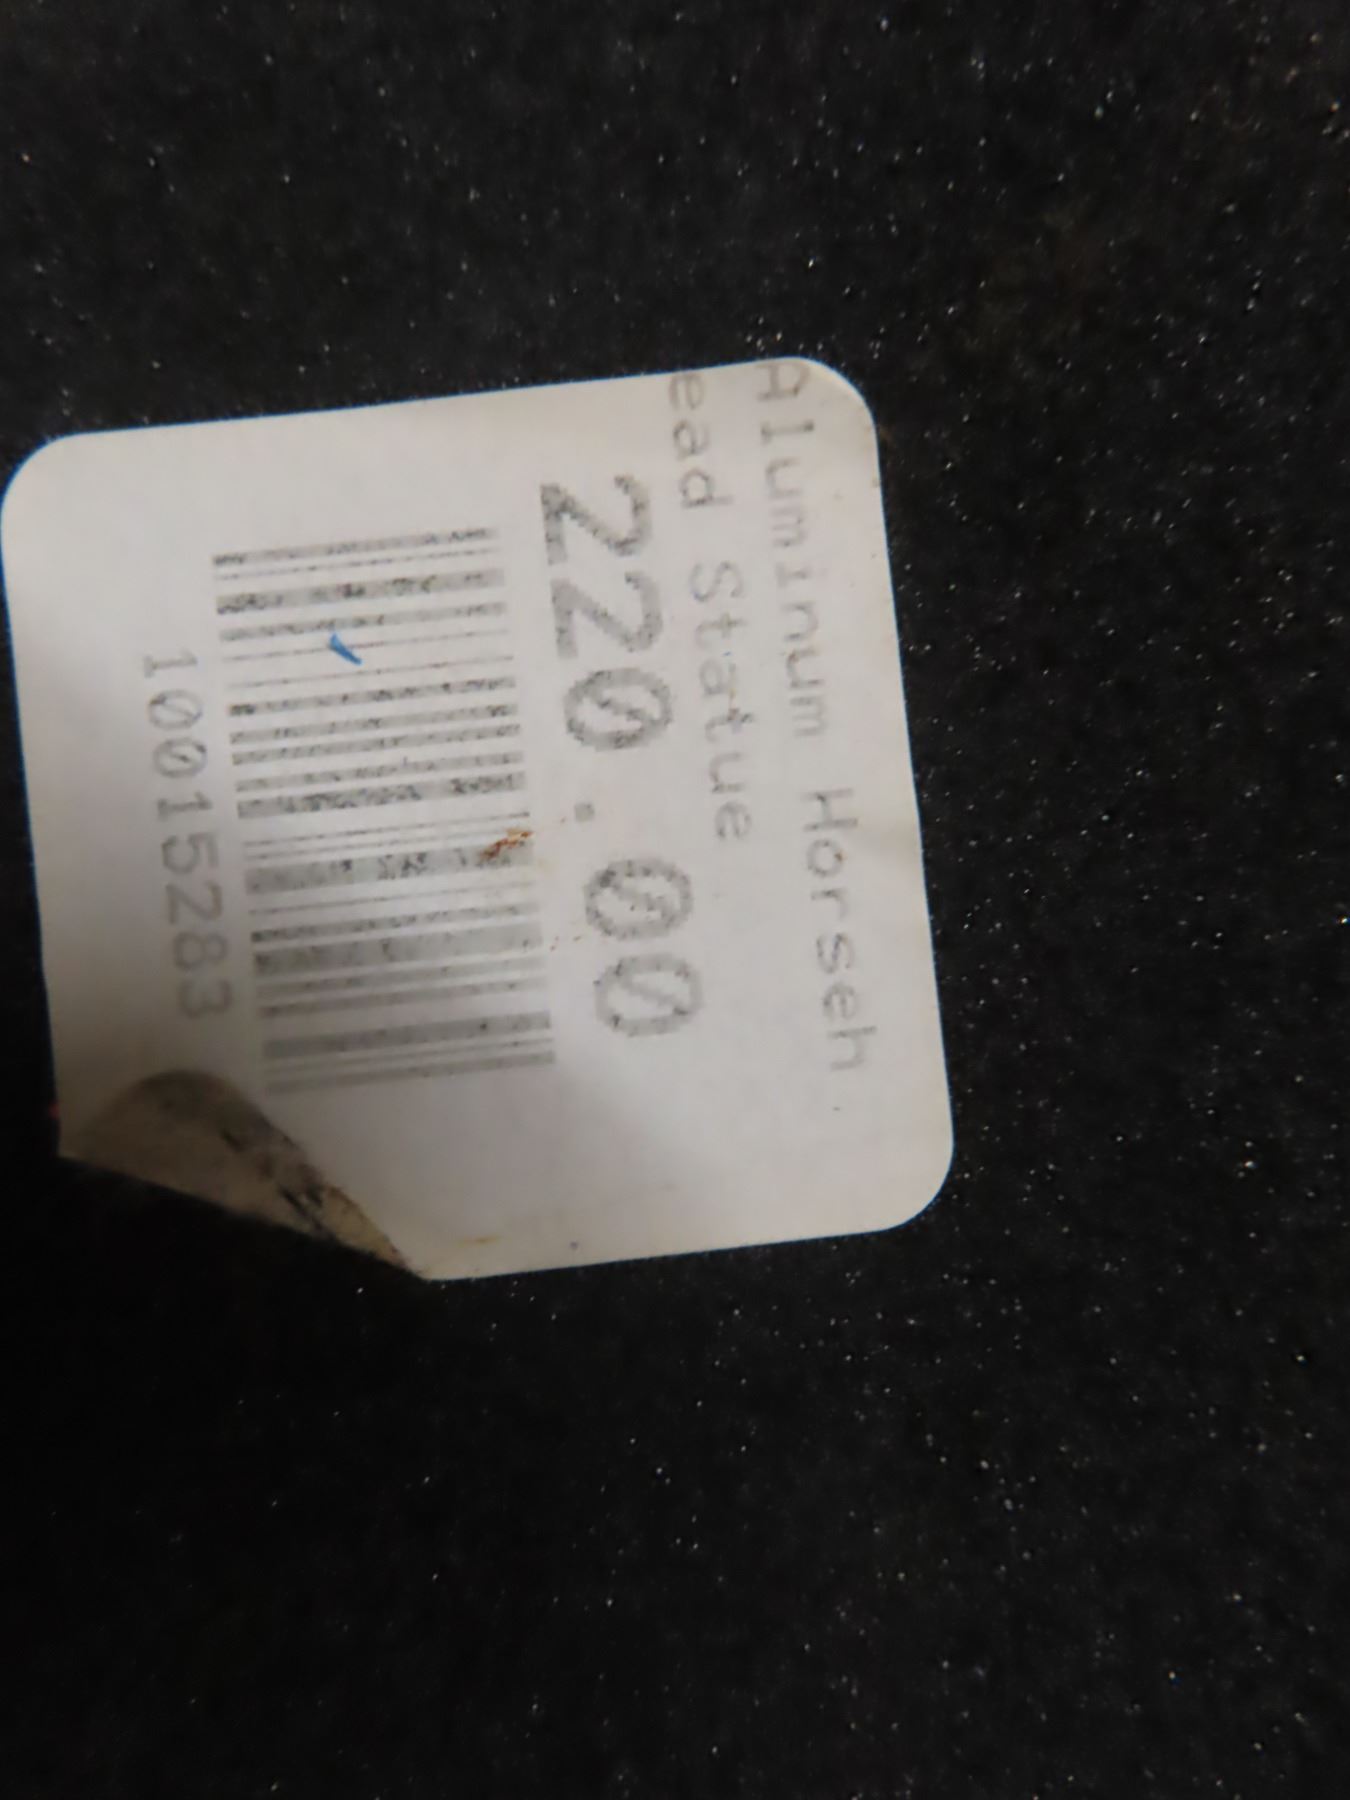 Aluminum Horseh
ead Statue
220.00
10015283